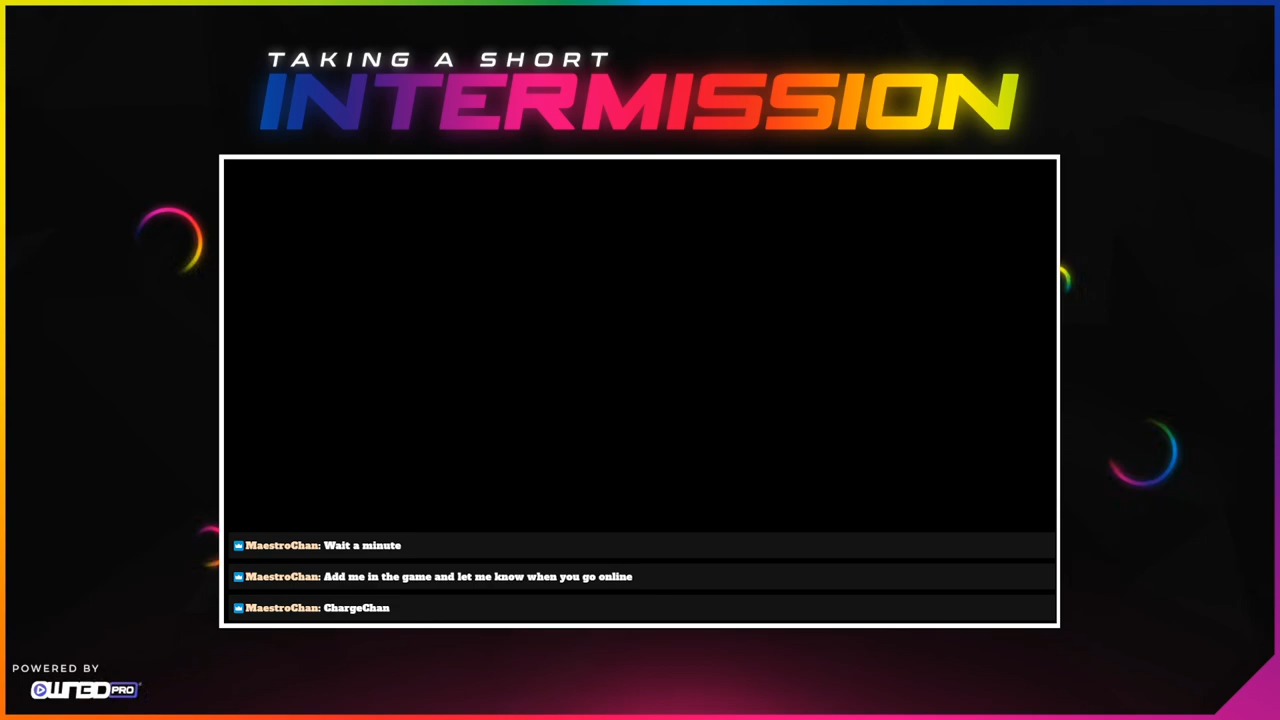 TAKING A SHORT
INTERMISSION
MaestroChan: Wait a minute
MaestroChan: Add me in the game and let me know when you go online
MaestroChan: ChargeChan
POWERED BY
OWN3D PRO